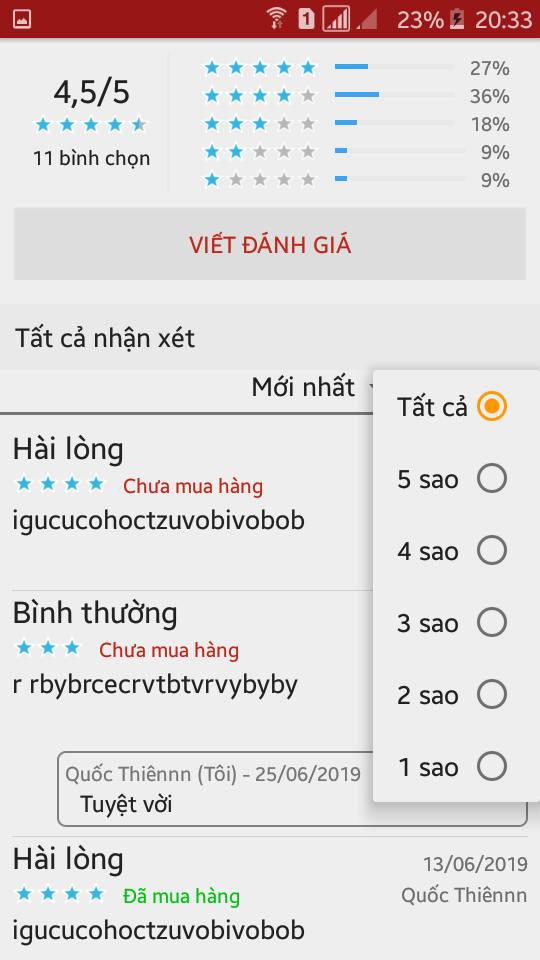 1 23% 20:33
4,5/5
11 bình chọn
27%
36%
18%
9%
9%
VIẾT ĐÁNH GIÁ
Tất cả nhận xét
Mới nhất
Tất cả
5 sao
4 sao
3 sao
2 sao
1 sao
Hài lòng
Chưa mua hàng
igucucohoctzuvobivobob
Bình thường
Chưa mua hàng
r rbybrcecrvtbtvrvybyby
Quốc Thiênnn (Tôi) - 25/06/2019
Tuyệt vời
Hài lòng 13/06/2019
Đã mua hàng Quốc Thiênnn
igucucohoctzuvobivobob